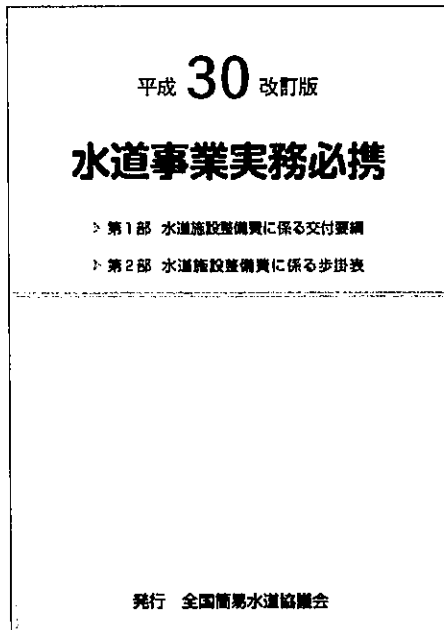 平成 30 改訂版
水道事業実務必携
第1部 水道施設整備費に係る交付要綱
第2部 水道施設整備費に係る歩掛表
発行 全国簡易水道協議会